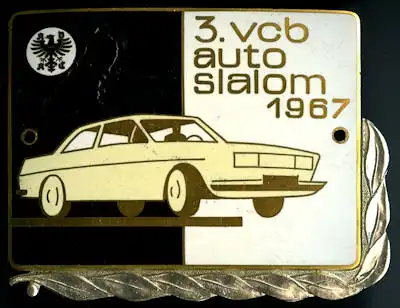 3. vcb
auto
slalom
1967
A D
A C